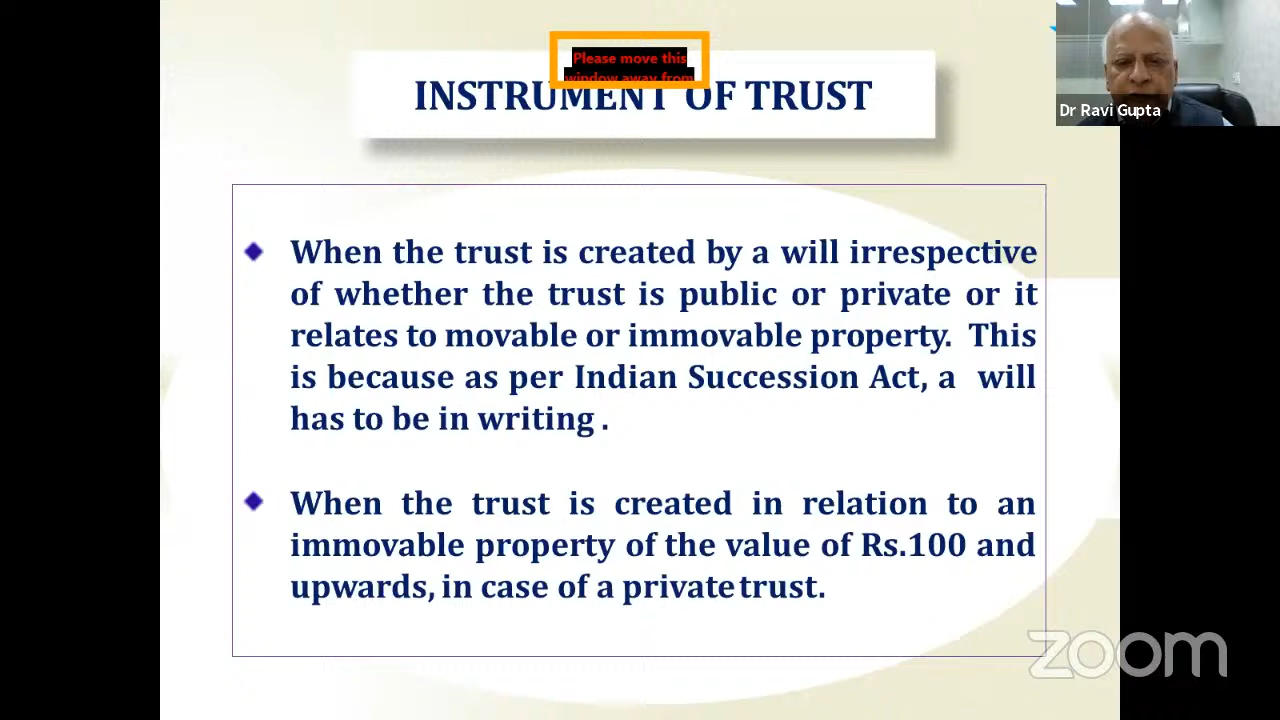 Please move this
window away from
INSTRUMENT OF TRUST
Dr Ravi Gupta
When the trust is created by a will irrespective
of whether the trust is public or private or it
relates to movable or immovable property. This
is because as per Indian Succession Act, a will
has to be in writing .
When the trust is created in relation to an
immovable property of the value of Rs.100 and
upwards, in case of a private trust.
zoom